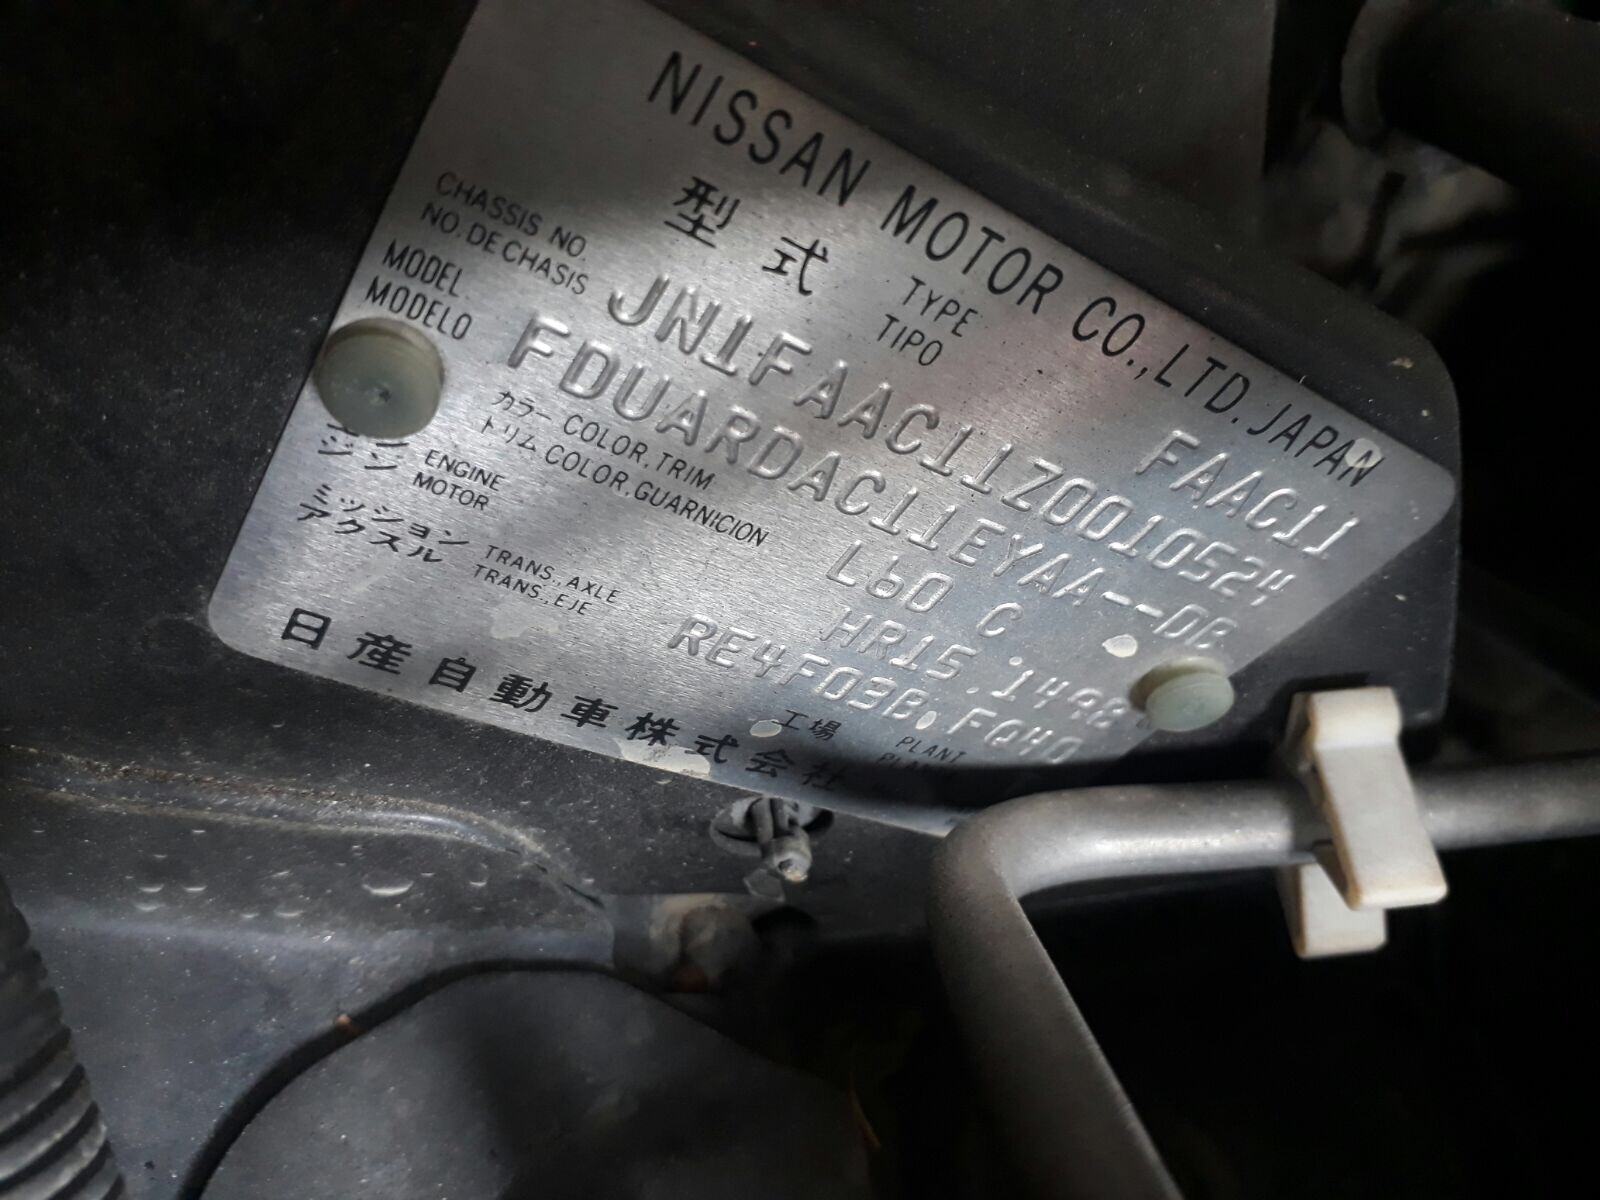 NISSAN MOTOR CO., LTD. JAPAN
型式 TYPE TIPO FAAC11
CHASSIS NO. NO. DE CHASIS JN1FAAC11Z0010524
MODEL MODELO FDUARDAC11EYAA--DB
カラー トリム COLOR, TRIM COLOR, GUARNICION L60 C
ENGINE MOTOR HR15 . 1498
ミッション アクスル TRANS., AXLE TRANS., EJE RE4F03B . FQ40
工場 PLANT
日産自動車株式会社